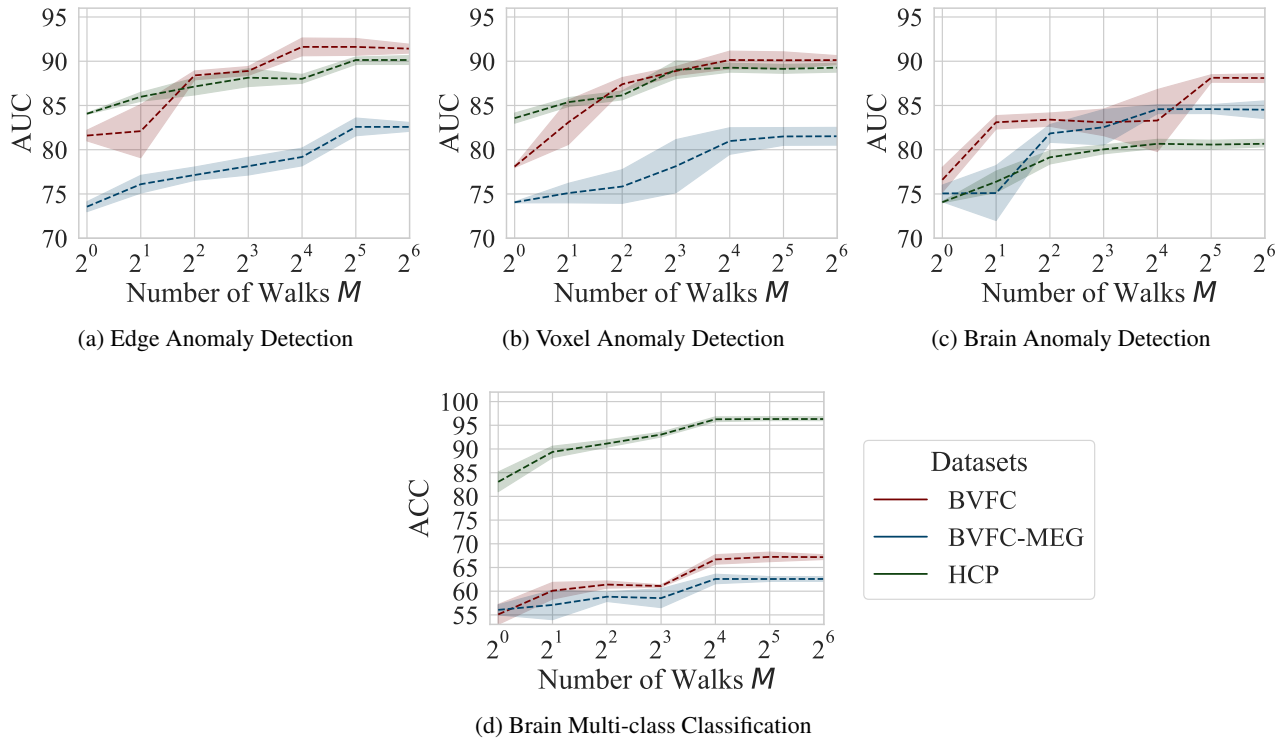 95
90
85
80
75
70
AUC
2^0 2^1 2^2 2^3 2^4 2^5 2^6
Number of Walks M
(a) Edge Anomaly Detection
95
90
85
80
75
70
AUC
2^0 2^1 2^2 2^3 2^4 2^5 2^6
Number of Walks M
(b) Voxel Anomaly Detection
95
90
85
80
75
70
AUC
2^0 2^1 2^2 2^3 2^4 2^5 2^6
Number of Walks M
(c) Brain Anomaly Detection
100
95
90
85
80
75
70
65
60
55
ACC
2^0 2^1 2^2 2^3 2^4 2^5 2^6
Number of Walks M
(d) Brain Multi-class Classification
Datasets
BVFC
BVFC-MEG
HCP